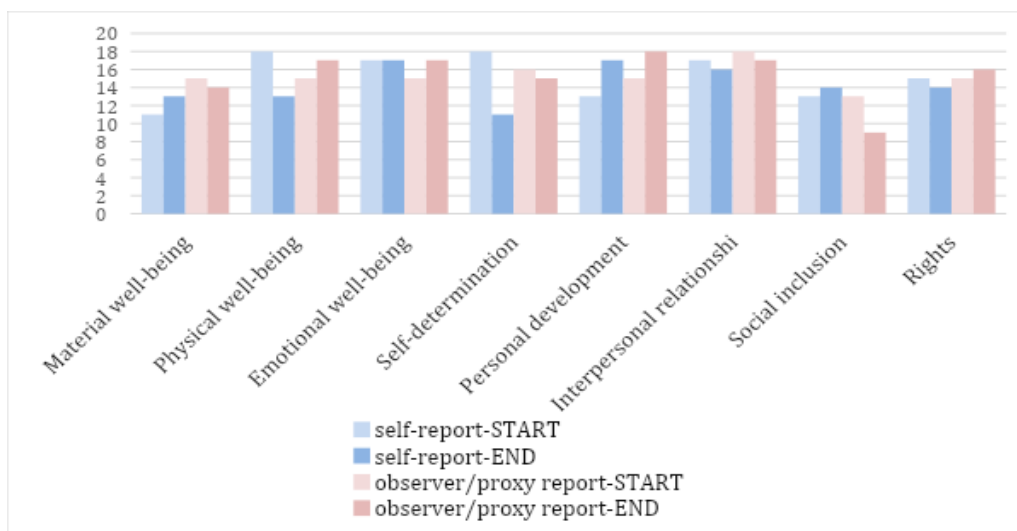 20
18
16
14
12
10
8
6
4
2
0
Material well-being
Physical well-being
Emotional well-being
Self-determination
Personal development
Interpersonal relationshi
Social inclusion
Rights
self-report-START
self-report-END
observer/proxy report-START
observer/proxy report-END